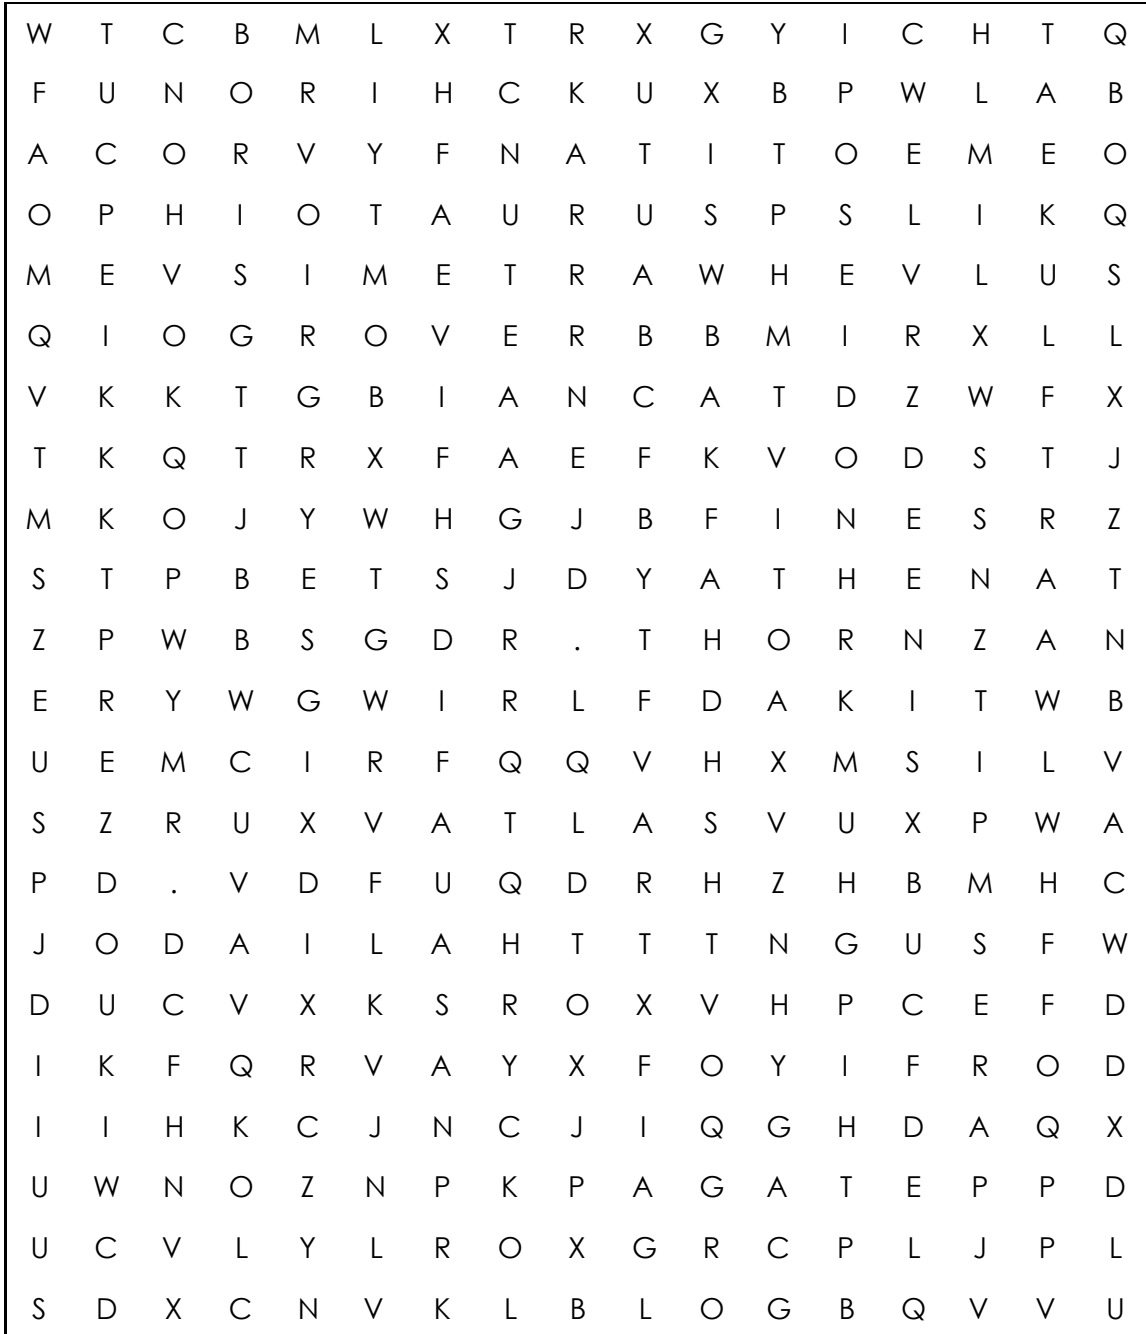 W T C B M L X T R X G Y I C H T Q
F U N O R I H C K U X B P W L A B
A C O R V Y F N A T I T O E M E O
O P H I O T A U R U S P S L I K Q
M E V S I M E T R A W H E V L U S
Q I O G R O V E R B B M I R X L L
V K K T G B I A N C A T D Z W F X
T K Q T R X F A E F K V O D S T J
M K O J Y W H G J B F I N E S R Z
S T P B E T S J D Y A T H E N A T
Z P W B S G D R . T H O R N Z A N
E R Y W G W I R L F D A K I T W B
U E M C I R F Q Q V H X M S I L V
S Z R U X V A T L A S V U X P W A
P D . V D F U Q D R H Z H B M H C
J O D A I L A H T T T N G U S F W
D U C V X K S R O X V H P C E F D
I K F Q R V A Y X F O Y I F R O D
I I H K C J N C J I Q G H D A Q X
U W N O Z N P K P A G A T E P P D
U C V L Y L R O X G R C P L J P L
S D X C N V K L B L O G B Q V V U